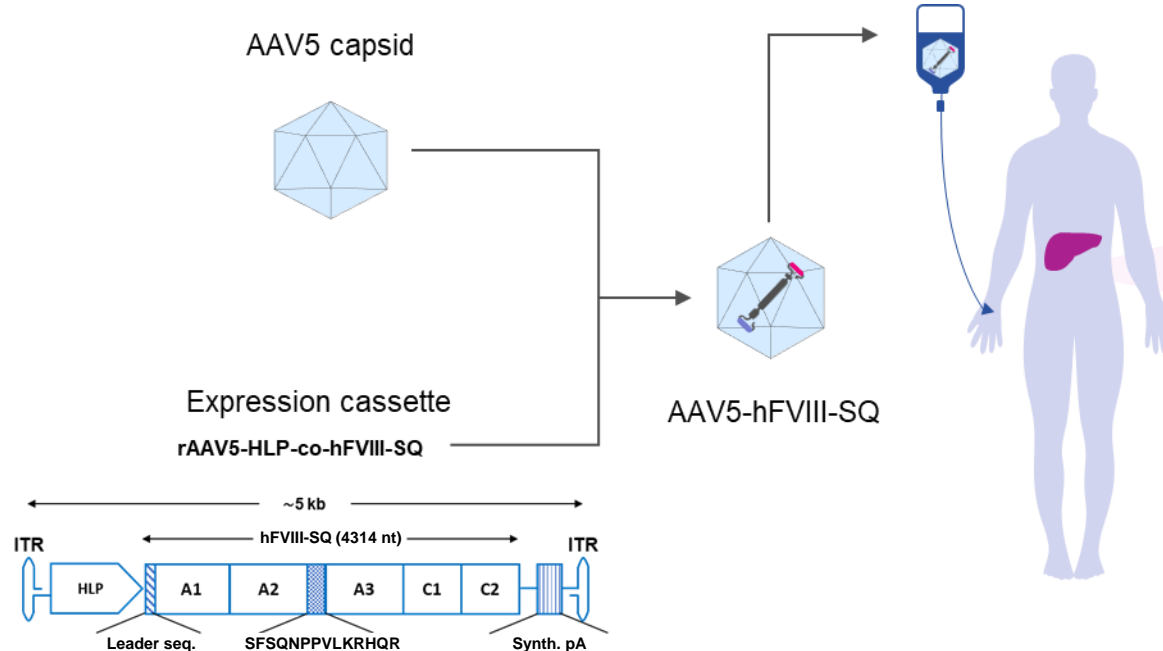 AAV5 capsid
AAV5-hFVIII-SQ
Expression cassette
rAAV5-HLP-co-hFVIII-SQ
~5 kb
hFVIII-SQ (4314 nt)
ITR ITR
HLP A1 A2 A3 C1 C2
Leader seq. SFSQNPPVLKRHQR Synth. pA